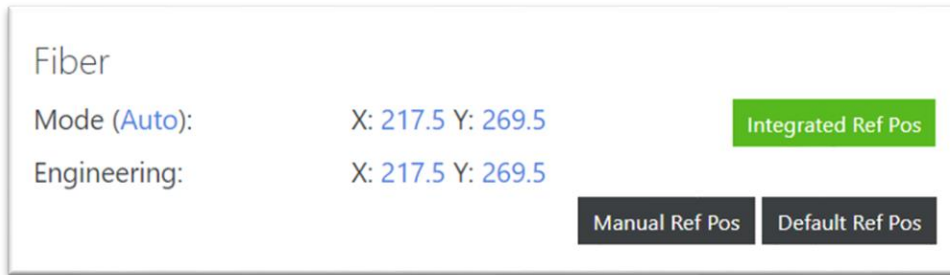 Fiber
Mode (Auto): X: 217.5 Y: 269.5 Integrated Ref Pos
Engineering: X: 217.5 Y: 269.5
Manual Ref Pos Default Ref Pos